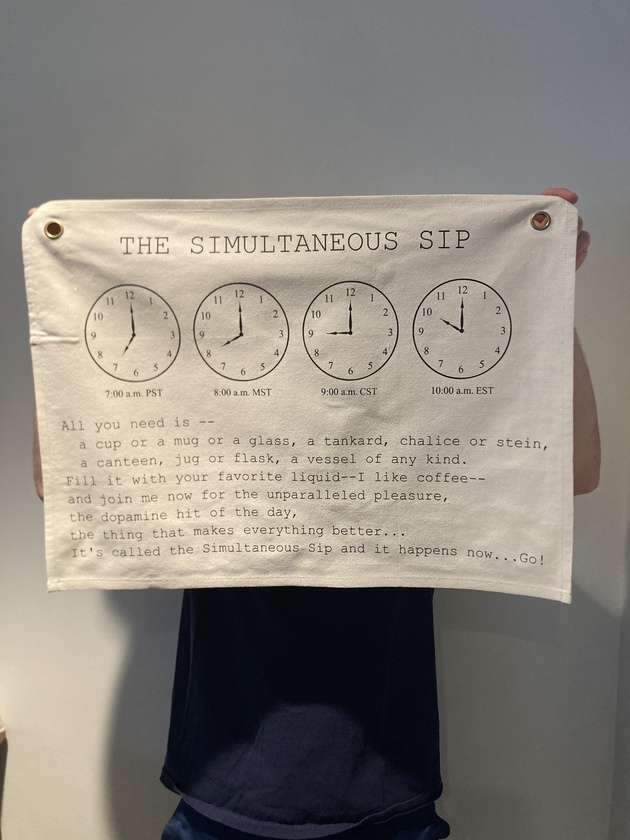 THE SIMULTANEOUS SIP
11 12 1 10 2 9 3 8 4 7 6 5
11 12 1 10 2 9 3 8 4 7 6 5
11 12 1 10 2 9 3 8 4 7 6 5
11 12 1 10 2 9 3 8 4 7 6 5
7:00 a.m. PST 8:00 a.m. MST 9:00 a.m. CST 10:00 a.m. EST
All you need is --
a cup or a mug or a glass, a tankard, chalice or stein,
a canteen, jug or flask, a vessel of any kind.
Fill it with your favorite liquid--I like coffee--
and join me now for the unparalleled pleasure,
the dopamine hit of the day,
the thing that makes everything better...
It's called the Simultaneous Sip and it happens now...Go!